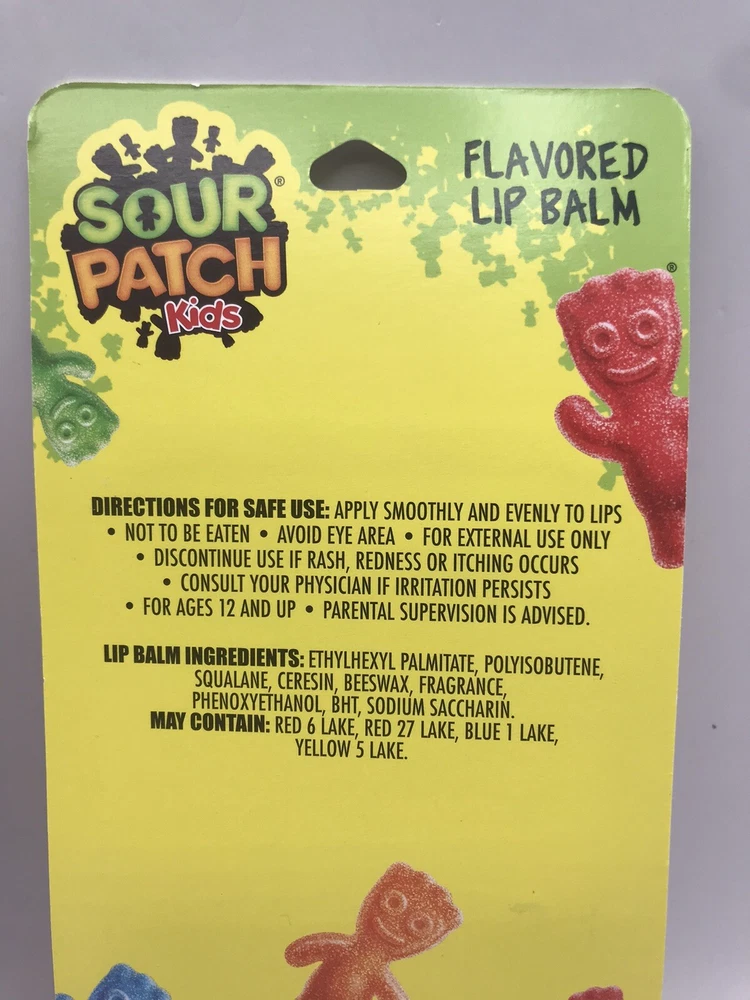 SOUR®
PATCH
Kids
FLAVORED
LIP BALM
®
DIRECTIONS FOR SAFE USE: APPLY SMOOTHLY AND EVENLY TO LIPS
• NOT TO BE EATEN • AVOID EYE AREA • FOR EXTERNAL USE ONLY
• DISCONTINUE USE IF RASH, REDNESS OR ITCHING OCCURS
• CONSULT YOUR PHYSICIAN IF IRRITATION PERSISTS
• FOR AGES 12 AND UP • PARENTAL SUPERVISION IS ADVISED.
LIP BALM INGREDIENTS: ETHYLHEXYL PALMITATE, POLYISOBUTENE,
SQUALANE, CERESIN, BEESWAX, FRAGRANCE,
PHENOXYETHANOL, BHT, SODIUM SACCHARIN.
MAY CONTAIN: RED 6 LAKE, RED 27 LAKE, BLUE 1 LAKE,
YELLOW 5 LAKE.